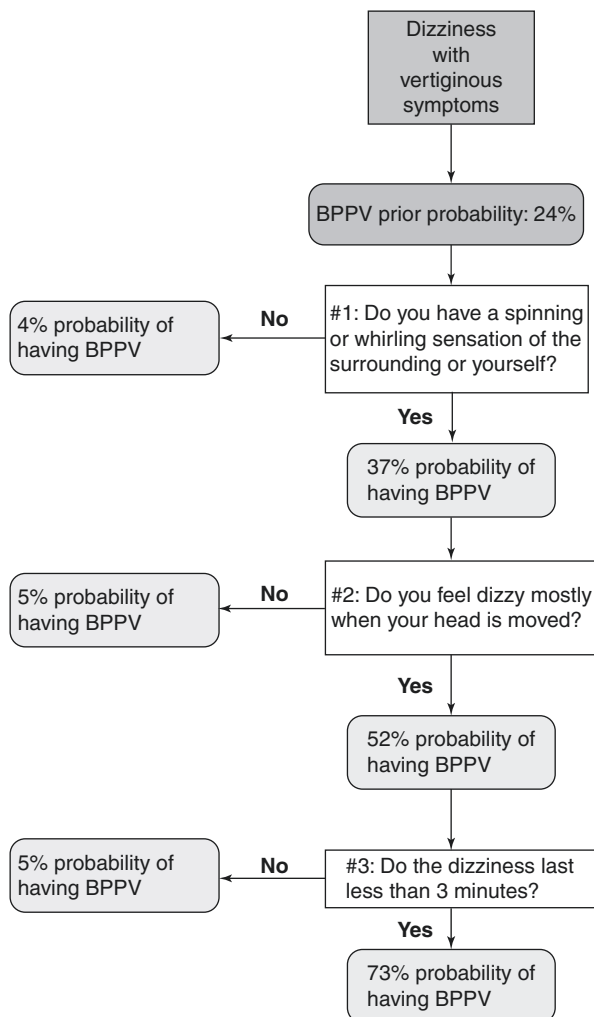 Dizziness
with
vertiginous
symptoms
BPPV prior probability: 24%
#1: Do you have a spinning
or whirling sensation of the
surrounding or yourself?
No
4% probability of
having BPPV
Yes
37% probability of
having BPPV
#2: Do you feel dizzy mostly
when your head is moved?
No
5% probability of
having BPPV
Yes
52% probability of
having BPPV
#3: Do the dizziness last
less than 3 minutes?
No
5% probability of
having BPPV
Yes
73% probability of
having BPPV